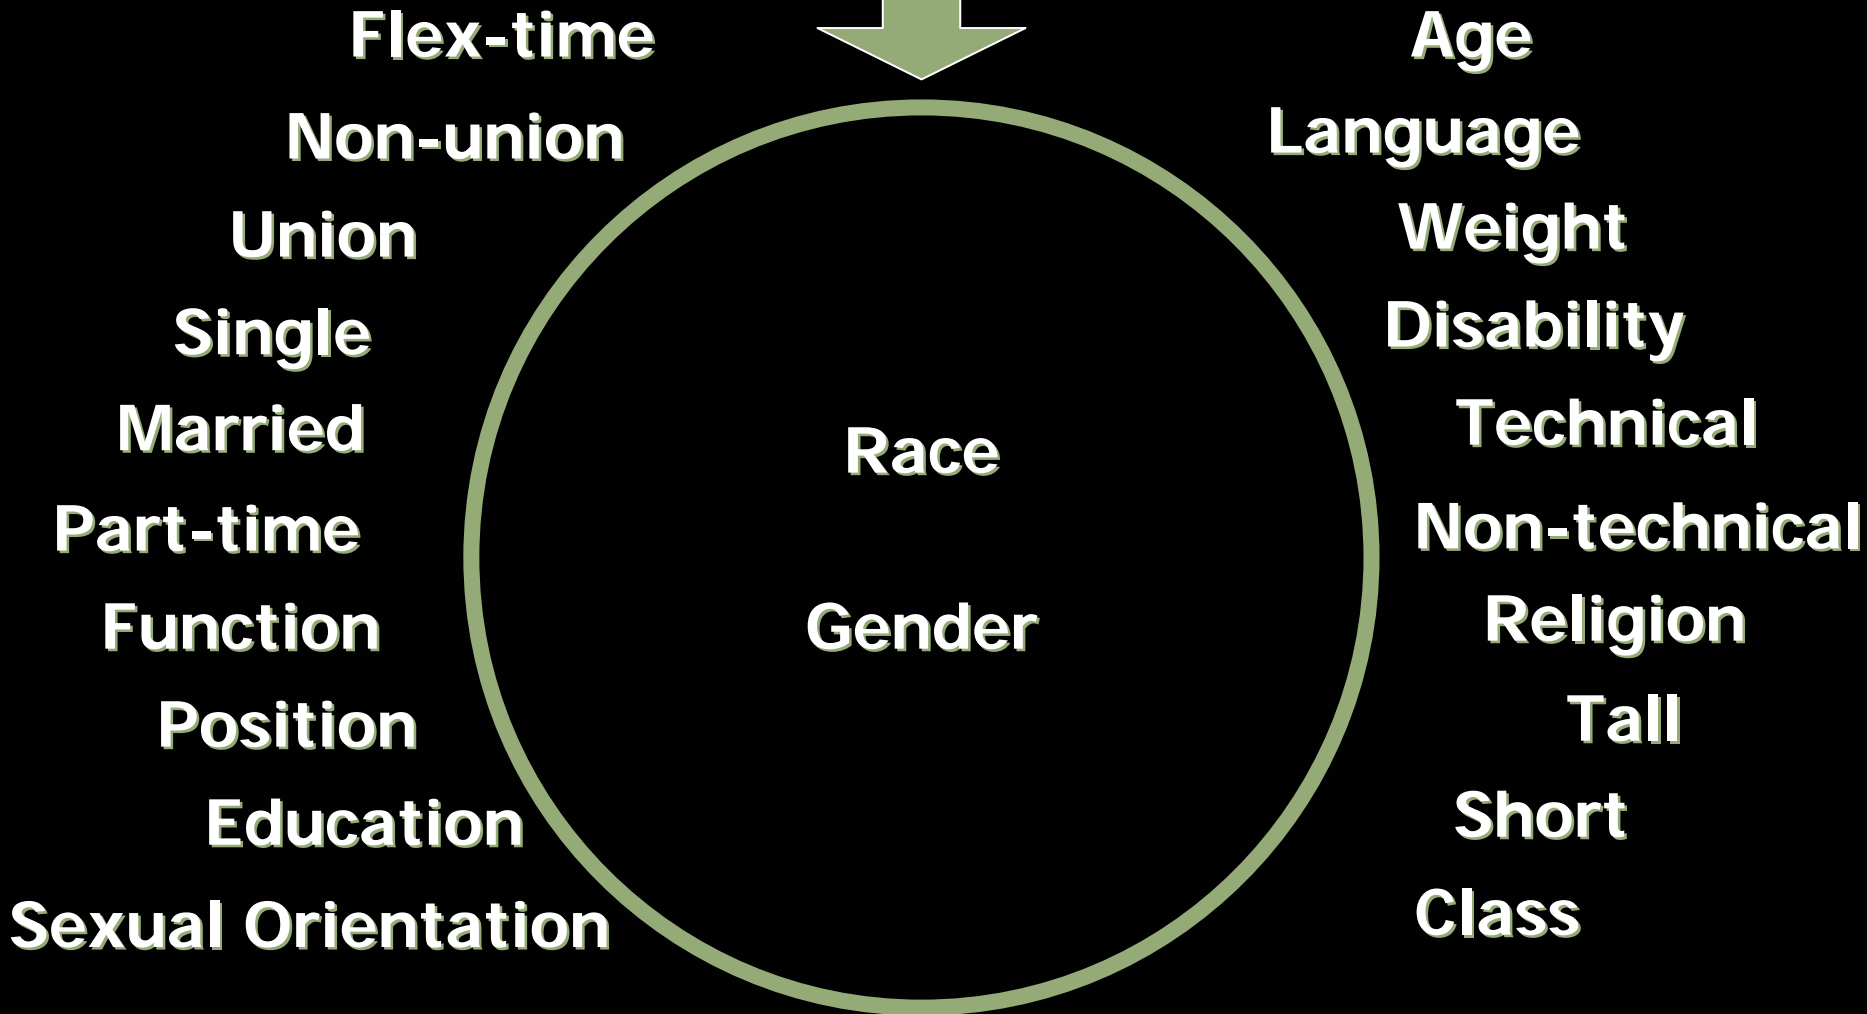 Flex-time
Non-union
Union
Single
Married
Part-time
Function
Position
Education
Sexual Orientation
Race
Gender
Age
Language
Weight
Disability
Technical
Non-technical
Religion
Tall
Short
Class